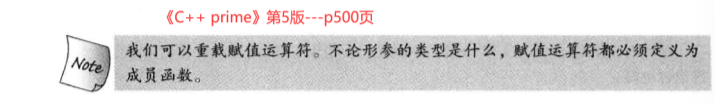 《C++ prime》第5版---p500页
Note
我们可以重载赋值运算符。不论形参的类型是什么，赋值运算符都必须定义为
成员函数。